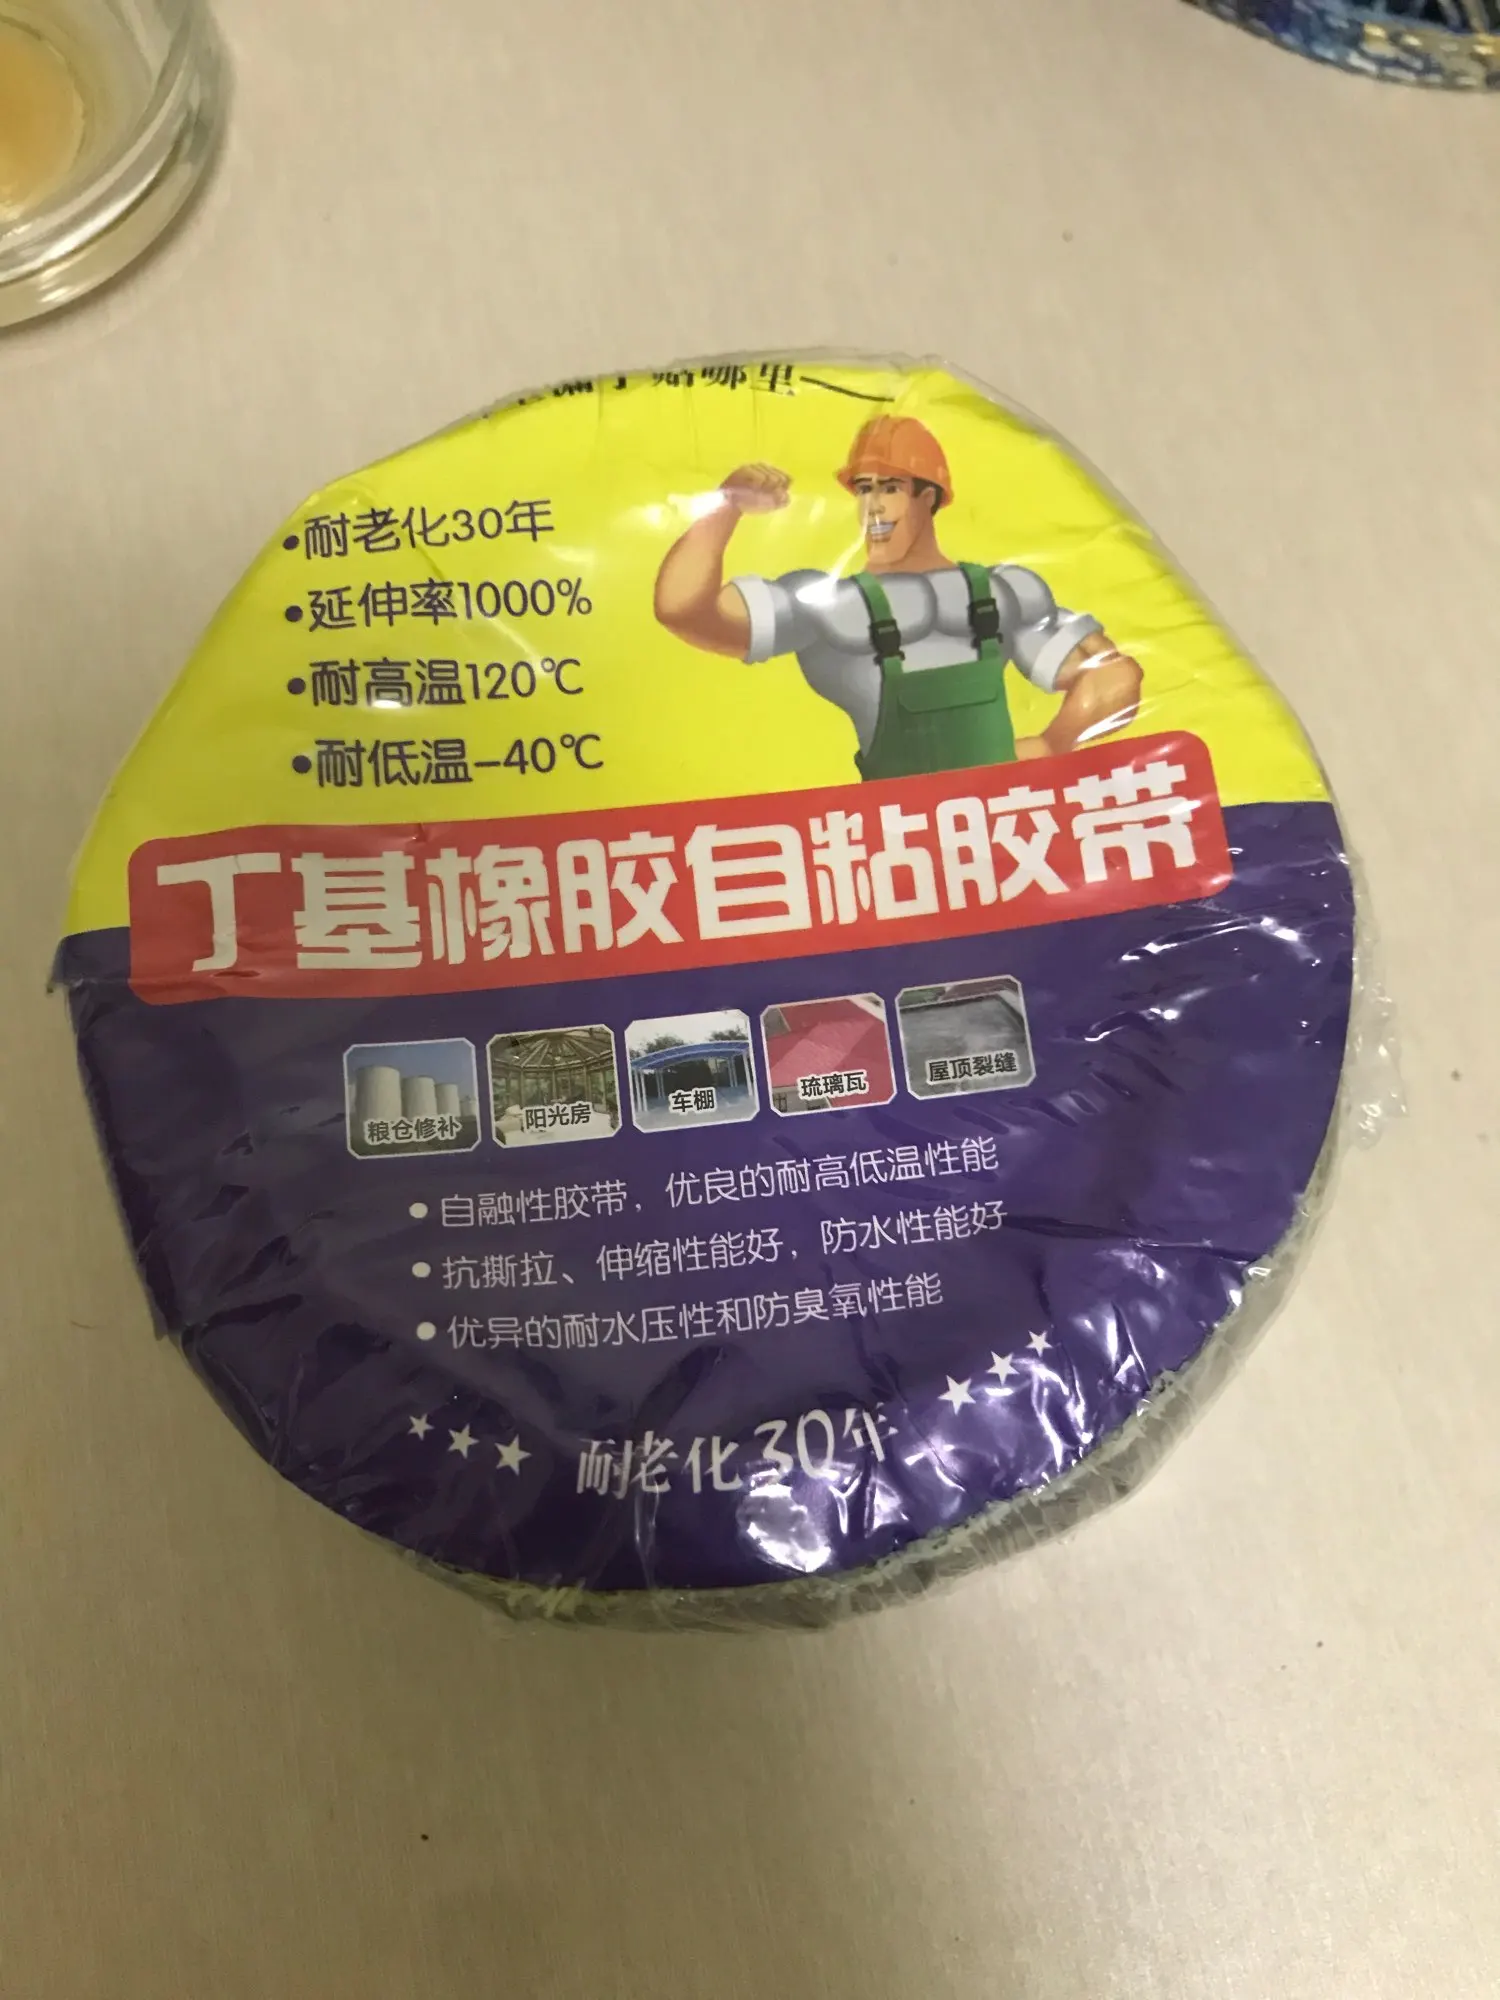 •耐老化30年
•延伸率1000%
•耐高温120℃
•耐低温-40℃
丁基橡胶自粘胶带
粮仓修补
阳光房
车棚
琉璃瓦
屋顶裂缝
•自融性胶带，优良的耐高低温性能
•抗撕拉、伸缩性能好，防水性能好
•优异的耐水压性和防臭氧性能
耐老化30年